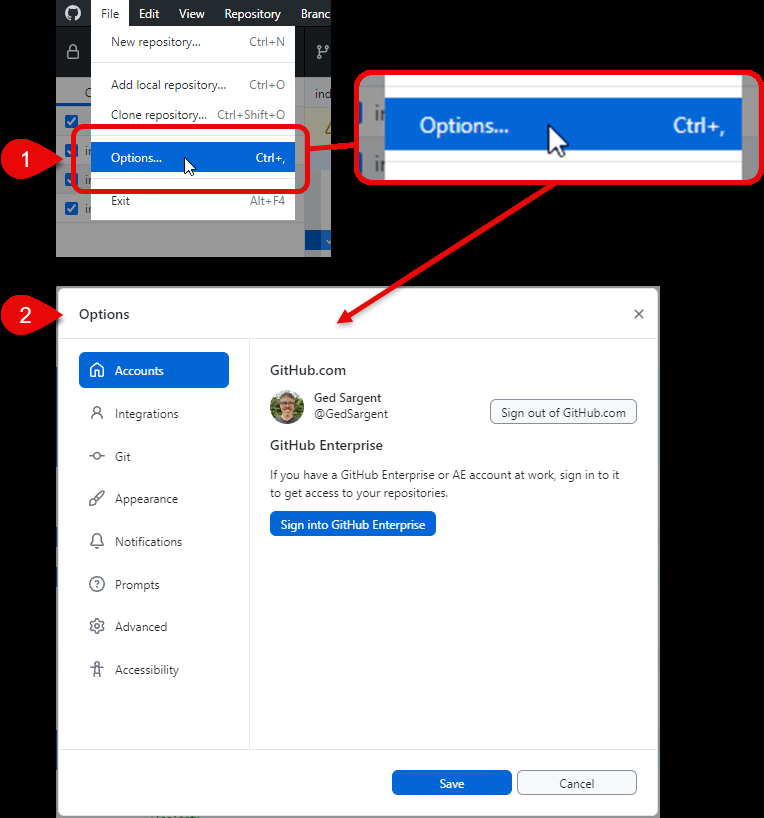 File Edit View Repository Branc
New repository... Ctrl+N
Add local repository... Ctrl+O
Clone repository... Ctrl+Shift+O
Options... Ctrl+,
Exit Alt+F4
Options... Ctrl+,
1
2
Options
Accounts
Integrations
Git
Appearance
Notifications
Prompts
Advanced
Accessibility
GitHub.com
Ged Sargent
@GedSargent
Sign out of GitHub.com
GitHub Enterprise
If you have a GitHub Enterprise or AE account at work, sign in to it
to get access to your repositories.
Sign into GitHub Enterprise
Save Cancel